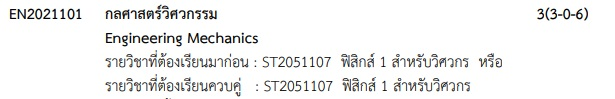 EN2021101 กลศาสตร์วิศวกรรม 3(3-0-6)
Engineering Mechanics
รายวิชาที่ต้องเรียนมาก่อน : ST2051107 ฟิสิกส์ 1 สำหรับวิศวกร หรือ
รายวิชาที่ต้องเรียนควบคู่ : ST2051107 ฟิสิกส์ 1 สำหรับวิศวกร